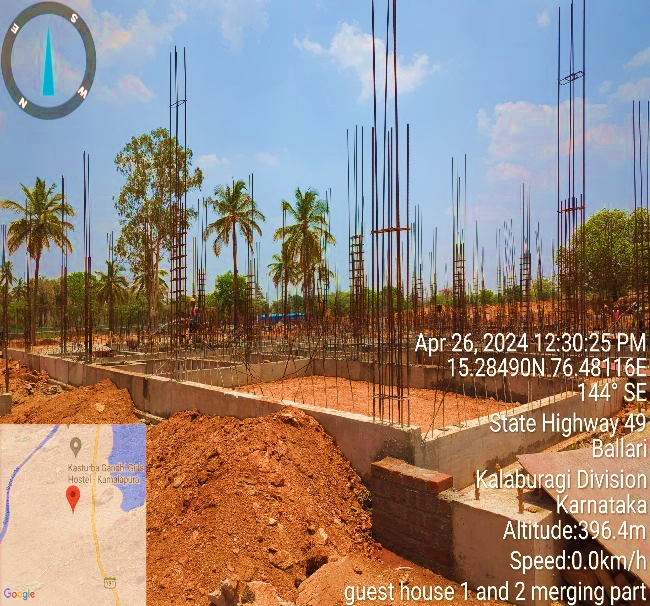 S
E
W
N
Apr 26, 2024 12:30:25 PM
15.28490N 76.48116E
144° SE
State Highway 49
Ballari
Kalaburagi Division
Karnataka
Altitude:396.4m
Speed:0.0km/h
guest house 1 and 2 merging part
Kasturba Gandhi Girls
Hostel - Kamalapura
Google